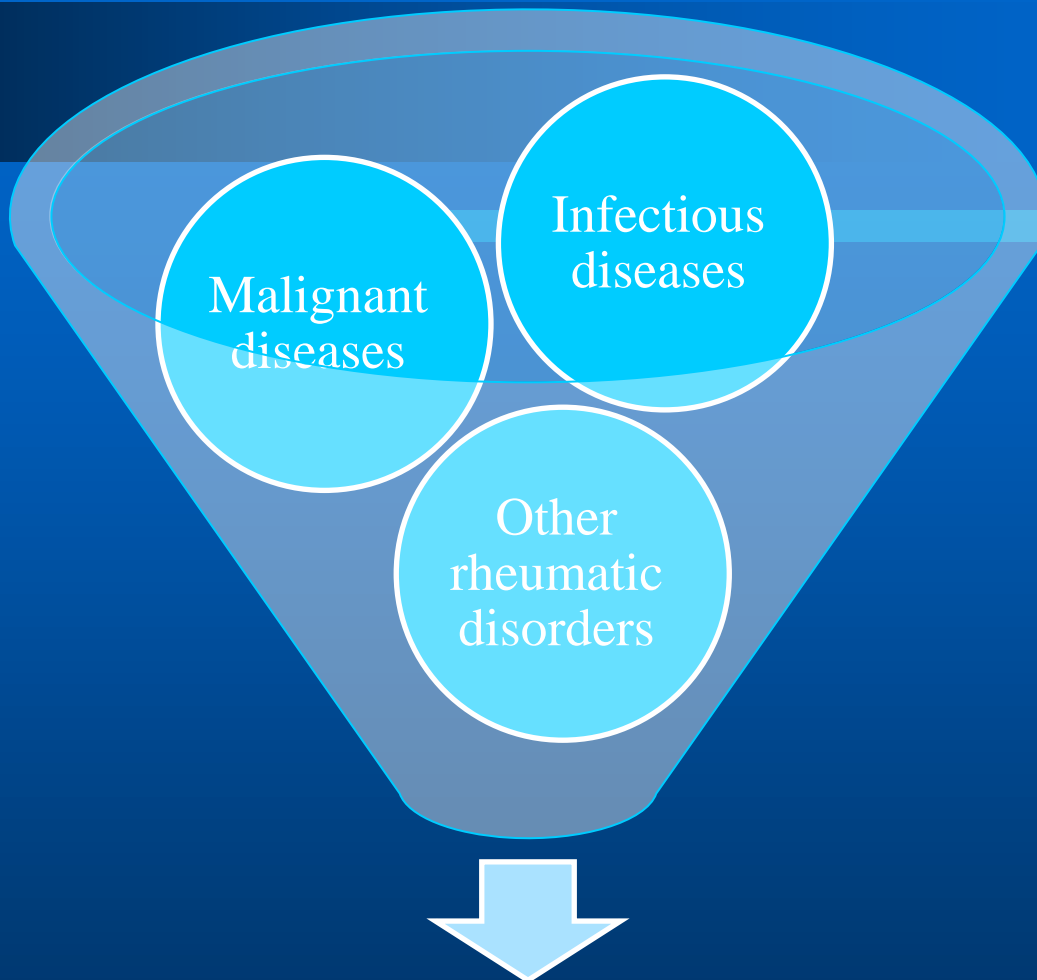 Infectious
diseases
Malignant
diseases
Other
rheumatic
disorders